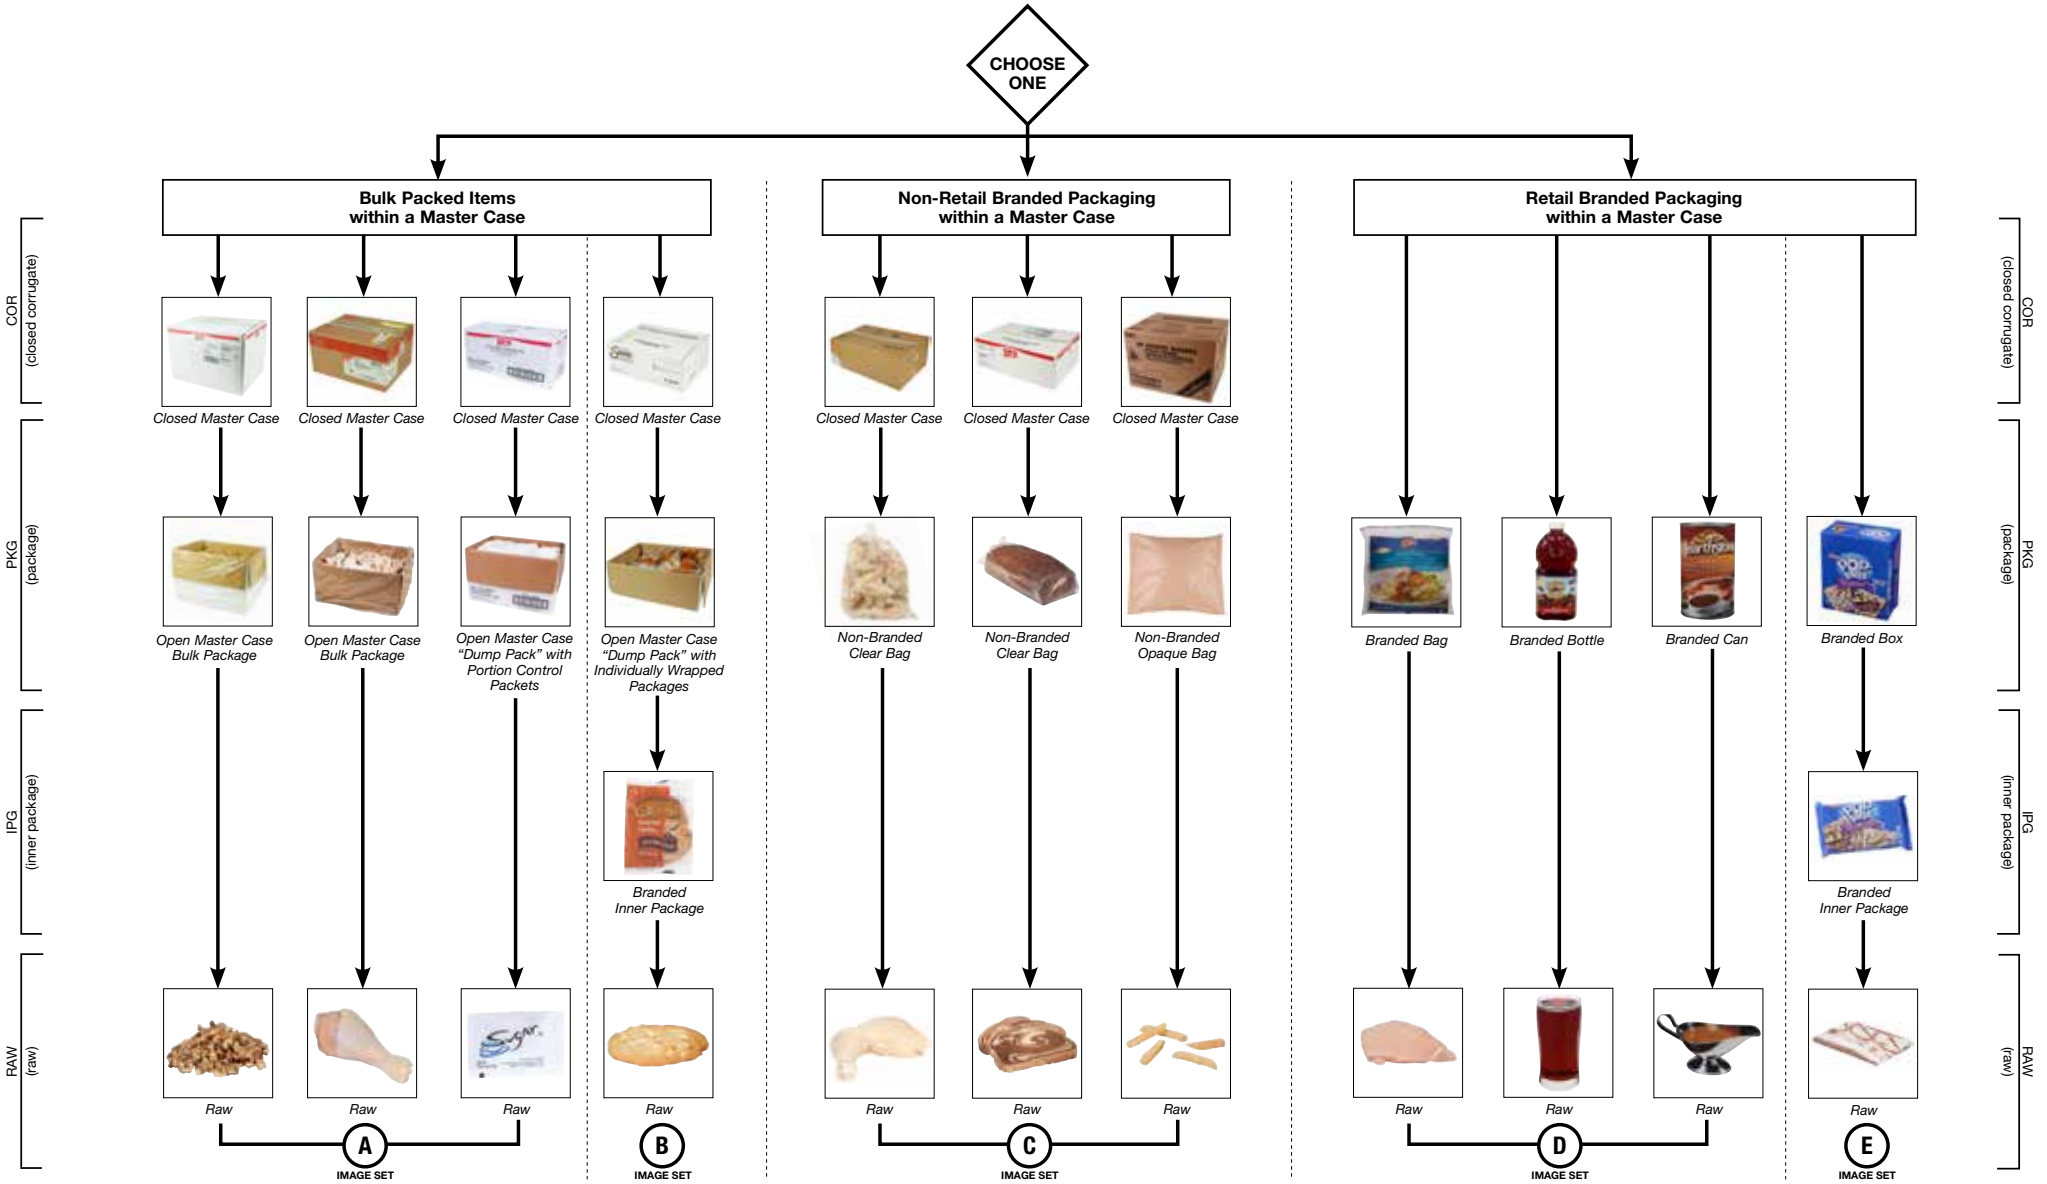 CHOOSE
ONE
Bulk Packed Items
within a Master Case
Non-Retail Branded Packaging
within a Master Case
Retail Branded Packaging
within a Master Case
COR
(closed corrugate)
COR
(closed corrugate)
Closed Master Case
Closed Master Case
Closed Master Case
Closed Master Case
Closed Master Case
Closed Master Case
Closed Master Case
PKG
(package)
PKG
(package)
Open Master Case
Bulk Package
Open Master Case
Bulk Package
Open Master Case
“Dump Pack” with
Portion Control
Packets
Open Master Case
“Dump Pack” with
Individually Wrapped
Packages
Non-Branded
Clear Bag
Non-Branded
Clear Bag
Non-Branded
Opaque Bag
Branded Bag
Branded Bottle
Branded Can
Branded Box
IPG
(inner package)
IPG
(inner package)
Branded
Inner Package
Branded
Inner Package
RAW
(raw)
RAW
(raw)
Sugar
Raw
Raw
Raw
Raw
Raw
Raw
Raw
Raw
Raw
Raw
Raw
A
IMAGE SET
B
IMAGE SET
C
IMAGE SET
D
IMAGE SET
E
IMAGE SET